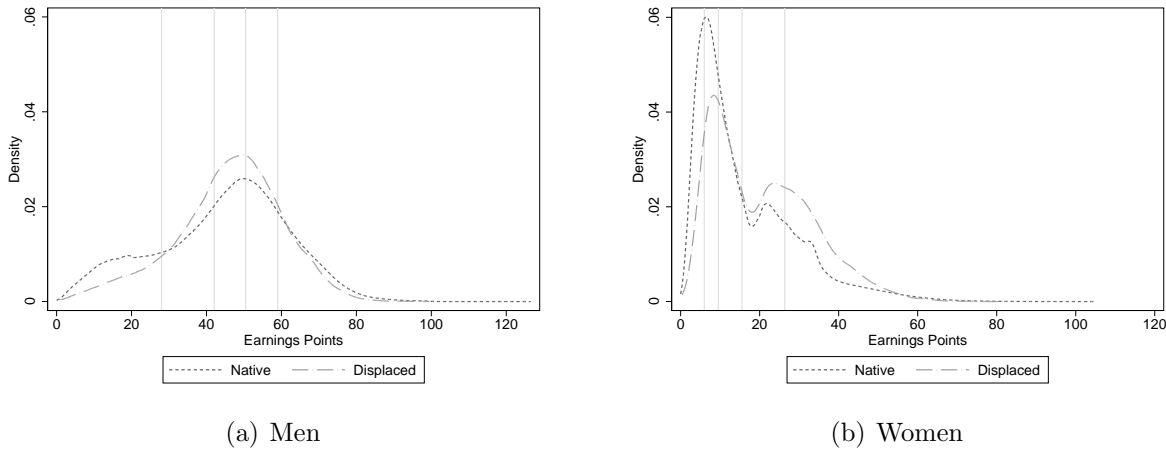 .06
.04
.02
0
Density
0 20 40 60 80 100 120
Earnings Points
Native Displaced
(a) Men
.06
.04
.02
0
Density
0 20 40 60 80 100 120
Earnings Points
Native Displaced
(b) Women